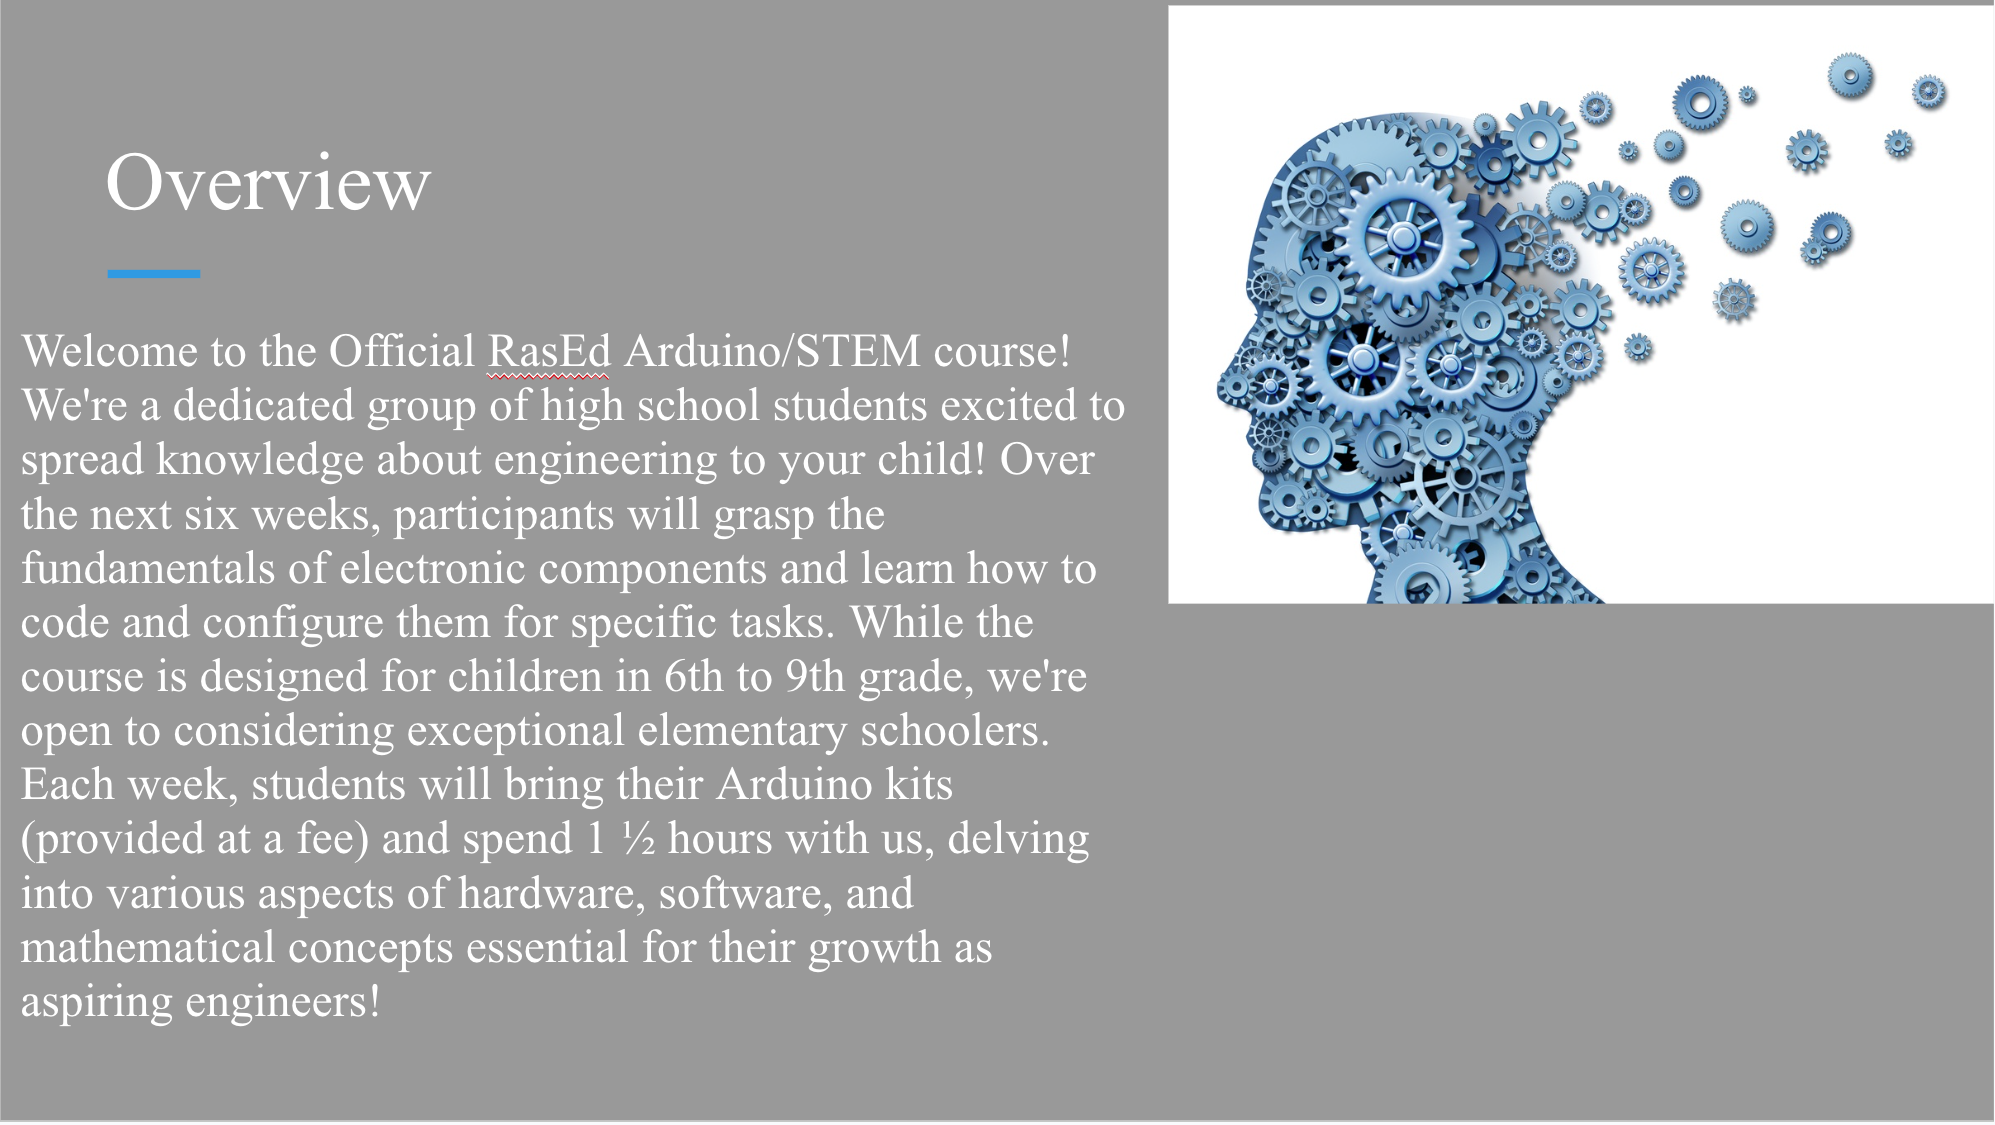 Overview
Welcome to the Official RasEd Arduino/STEM course!
We're a dedicated group of high school students excited to
spread knowledge about engineering to your child! Over
the next six weeks, participants will grasp the
fundamentals of electronic components and learn how to
code and configure them for specific tasks. While the
course is designed for children in 6th to 9th grade, we're
open to considering exceptional elementary schoolers.
Each week, students will bring their Arduino kits
(provided at a fee) and spend 1 ½ hours with us, delving
into various aspects of hardware, software, and
mathematical concepts essential for their growth as
aspiring engineers!